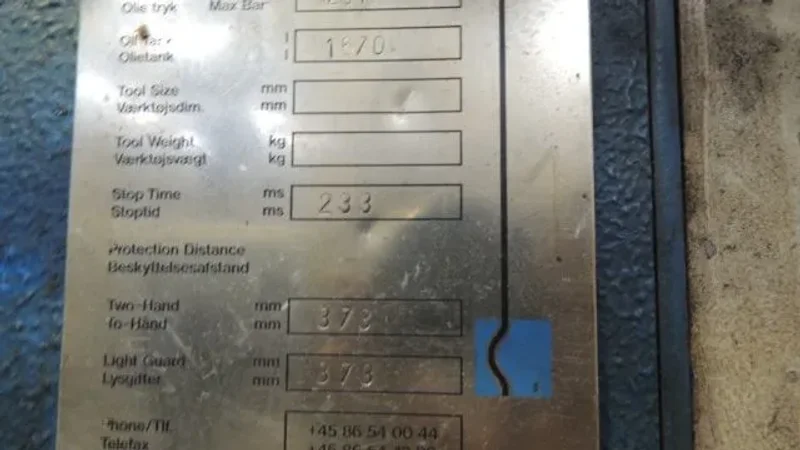 Olie tryk Max Bar
Oil
Olietank l
Tool Size mm
Værktøjsdim. mm
Tool Weight kg
Værktøjsvægt kg
Stop Time ms 233
Stoptid ms
Protection Distance
Beskyttelsesafstand
Two-Hand mm 373
To-Hånd mm
Light Guard mm 373
Lysgitter mm
Phone/Tlf. +45 86 54 00 44
Telefax